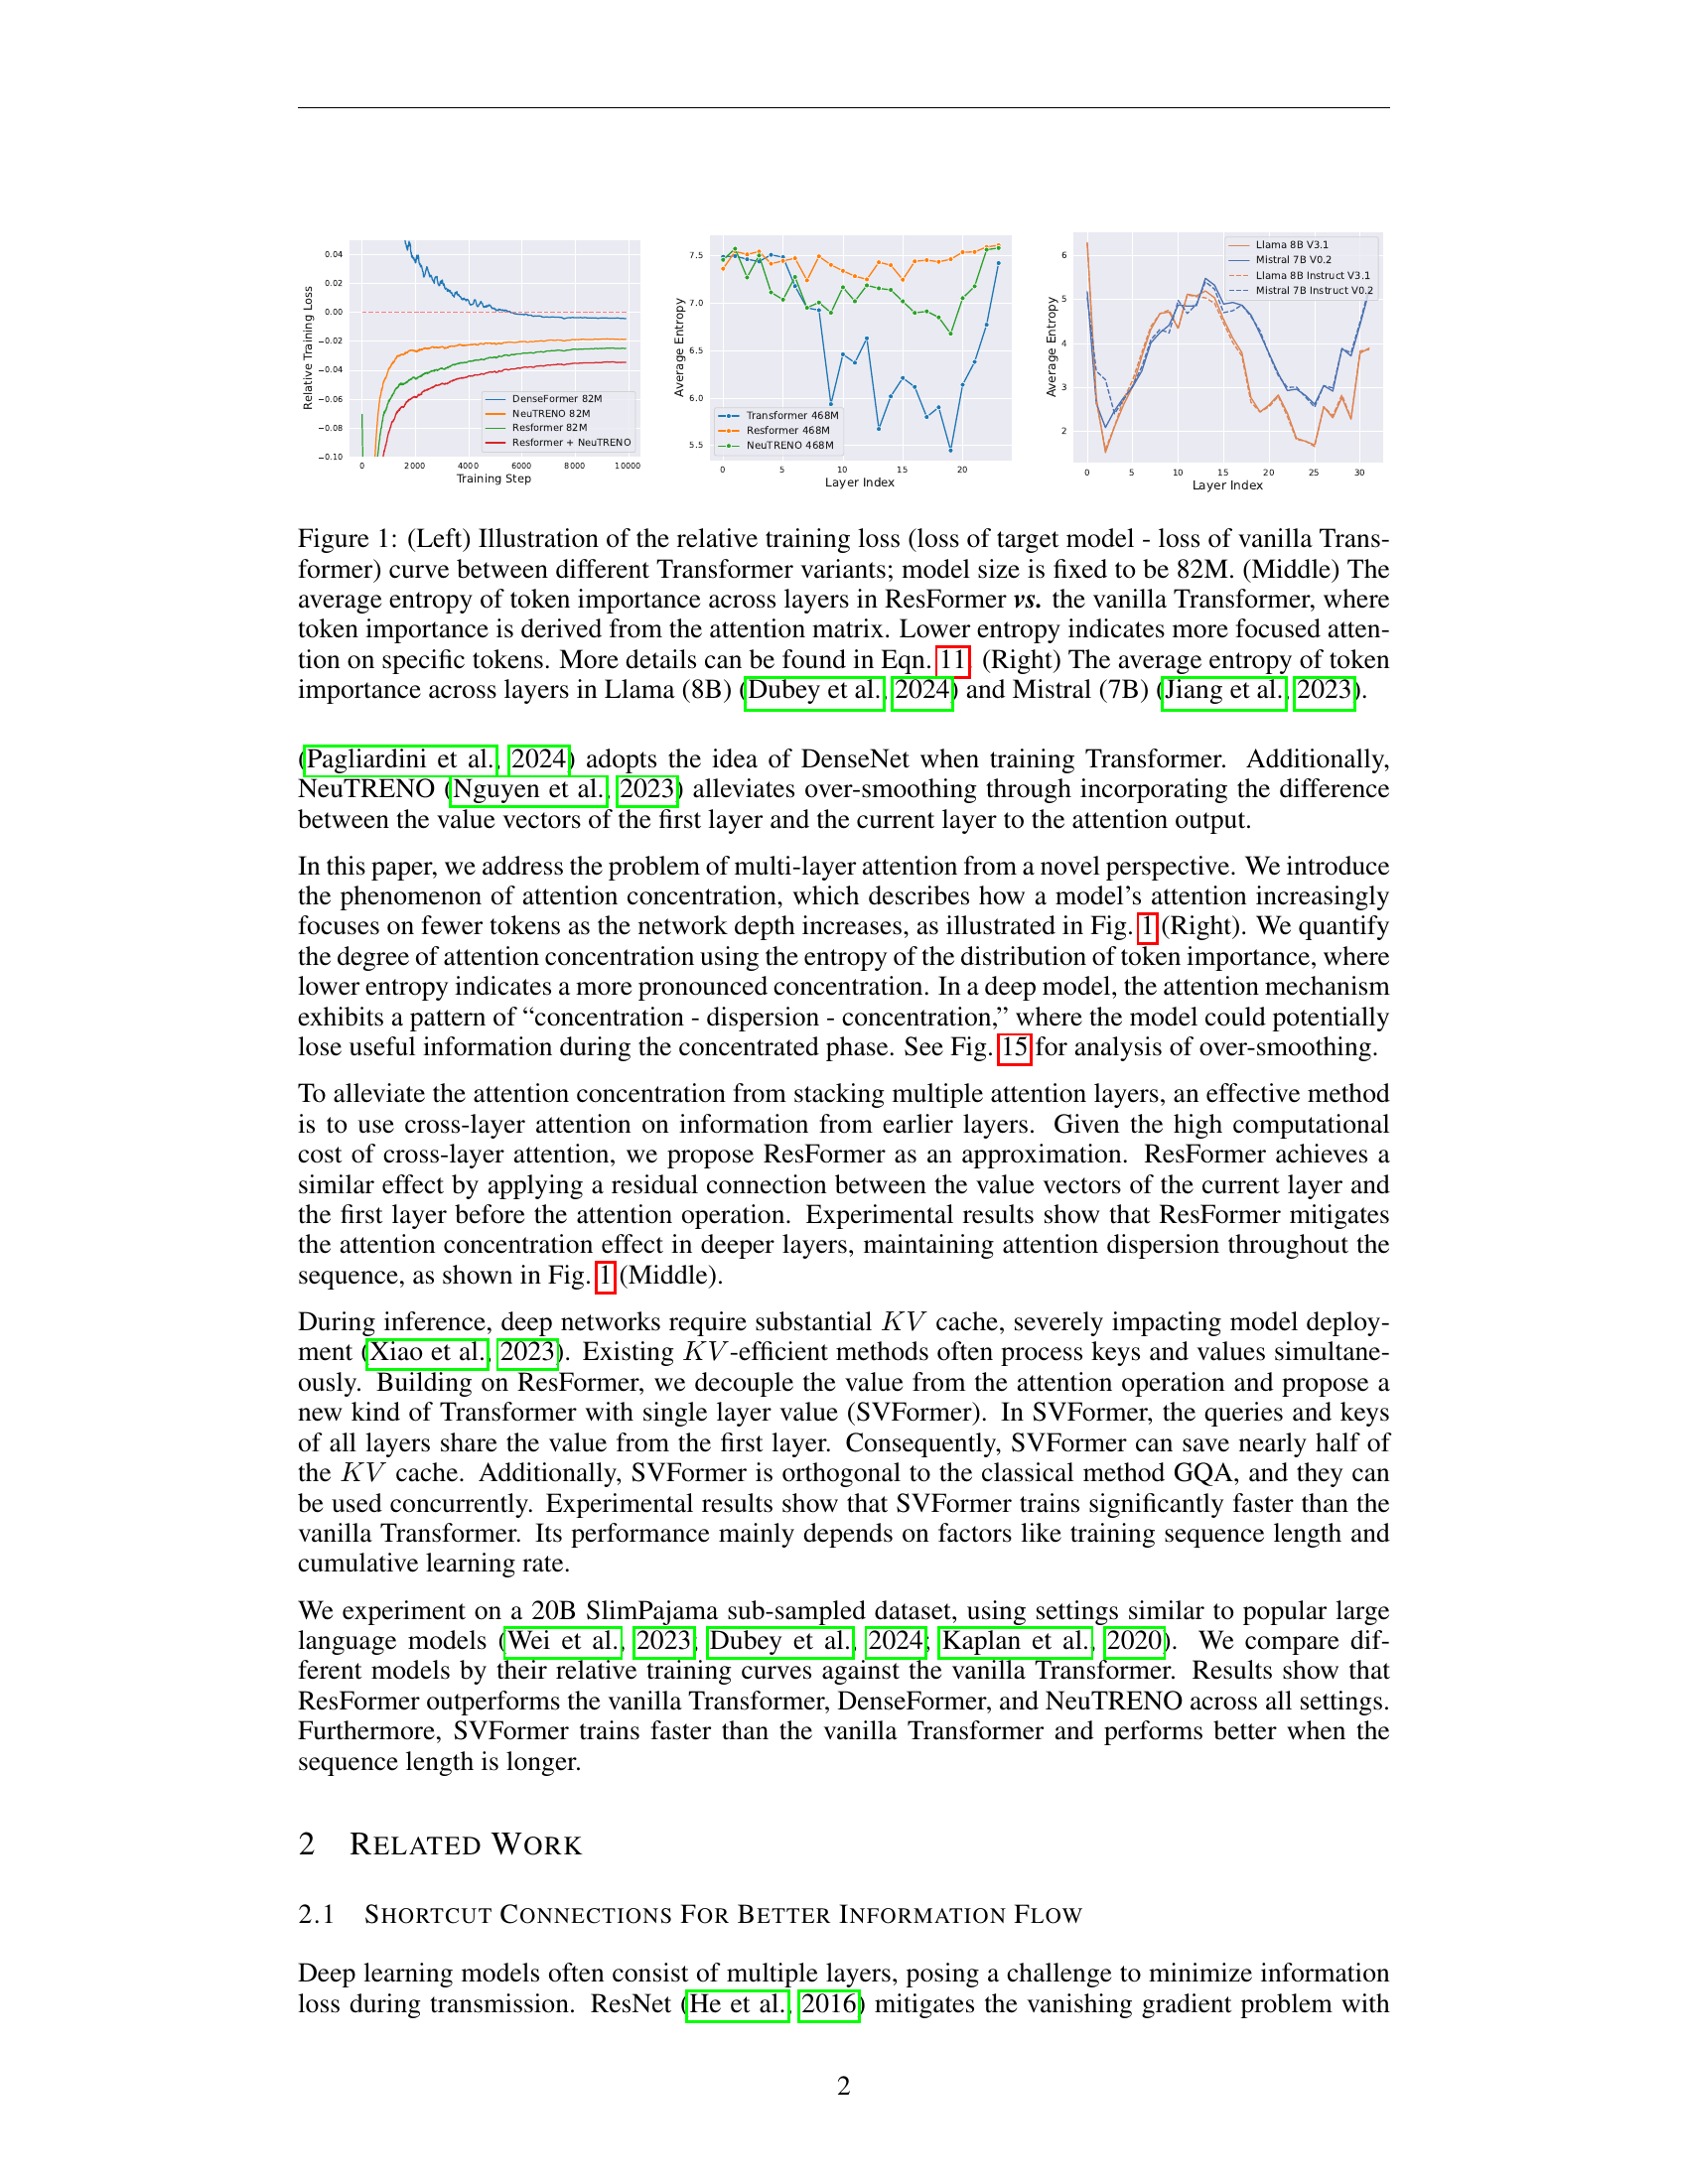 0.04
0.02
0.00
−0.02
−0.04
−0.06
−0.08
−0.10
Relative Training Loss
0 2000 4000 6000 8000 10000
Training Step
DenseFormer 82M
NeuTRENO 82M
Resformer 82M
Resformer + NeuTRENO
7.5
7.0
6.5
6.0
5.5
Average Entropy
0 5 10 15 20
Layer Index
Transformer 468M
Resformer 468M
NeuTRENO 468M
6
5
4
3
2
Average Entropy
0 5 10 15 20 25 30
Layer Index
Llama 8B V3.1
Mistral 7B V0.2
Llama 8B Instruct V3.1
Mistral 7B Instruct V0.2
Figure 1: (Left) Illustration of the relative training loss (loss of target model - loss of vanilla Trans-
former) curve between different Transformer variants; model size is fixed to be 82M. (Middle) The
average entropy of token importance across layers in ResFormer vs. the vanilla Transformer, where
token importance is derived from the attention matrix. Lower entropy indicates more focused atten-
tion on specific tokens. More details can be found in Eqn. 11. (Right) The average entropy of token
importance across layers in Llama (8B) (Dubey et al., 2024) and Mistral (7B) (Jiang et al., 2023).
(Pagliardini et al., 2024) adopts the idea of DenseNet when training Transformer. Additionally,
NeuTRENO (Nguyen et al., 2023) alleviates over-smoothing through incorporating the difference
between the value vectors of the first layer and the current layer to the attention output.
In this paper, we address the problem of multi-layer attention from a novel perspective. We introduce
the phenomenon of attention concentration, which describes how a model's attention increasingly
focuses on fewer tokens as the network depth increases, as illustrated in Fig. 1 (Right). We quantify
the degree of attention concentration using the entropy of the distribution of token importance, where
lower entropy indicates a more pronounced concentration. In a deep model, the attention mechanism
exhibits a pattern of “concentration - dispersion - concentration,” where the model could potentially
lose useful information during the concentrated phase. See Fig. 15 for analysis of over-smoothing.
To alleviate the attention concentration from stacking multiple attention layers, an effective method
is to use cross-layer attention on information from earlier layers. Given the high computational
cost of cross-layer attention, we propose ResFormer as an approximation. ResFormer achieves a
similar effect by applying a residual connection between the value vectors of the current layer and
the first layer before the attention operation. Experimental results show that ResFormer mitigates
the attention concentration effect in deeper layers, maintaining attention dispersion throughout the
sequence, as shown in Fig. 1 (Middle).
During inference, deep networks require substantial KV cache, severely impacting model deploy-
ment (Xiao et al., 2023). Existing KV-efficient methods often process keys and values simultane-
ously. Building on ResFormer, we decouple the value from the attention operation and propose a
new kind of Transformer with single layer value (SVFormer). In SVFormer, the queries and keys
of all layers share the value from the first layer. Consequently, SVFormer can save nearly half of
the KV cache. Additionally, SVFormer is orthogonal to the classical method GQA, and they can
be used concurrently. Experimental results show that SVFormer trains significantly faster than the
vanilla Transformer. Its performance mainly depends on factors like training sequence length and
cumulative learning rate.
We experiment on a 20B SlimPajama sub-sampled dataset, using settings similar to popular large
language models (Wei et al., 2023; Dubey et al., 2024; Kaplan et al., 2020). We compare dif-
ferent models by their relative training curves against the vanilla Transformer. Results show that
ResFormer outperforms the vanilla Transformer, DenseFormer, and NeuTRENO across all settings.
Furthermore, SVFormer trains faster than the vanilla Transformer and performs better when the
sequence length is longer.
2 RELATED WORK
2.1 SHORTCUT CONNECTIONS FOR BETTER INFORMATION FLOW
Deep learning models often consist of multiple layers, posing a challenge to minimize information
loss during transmission. ResNet (He et al., 2016) mitigates the vanishing gradient problem with
2